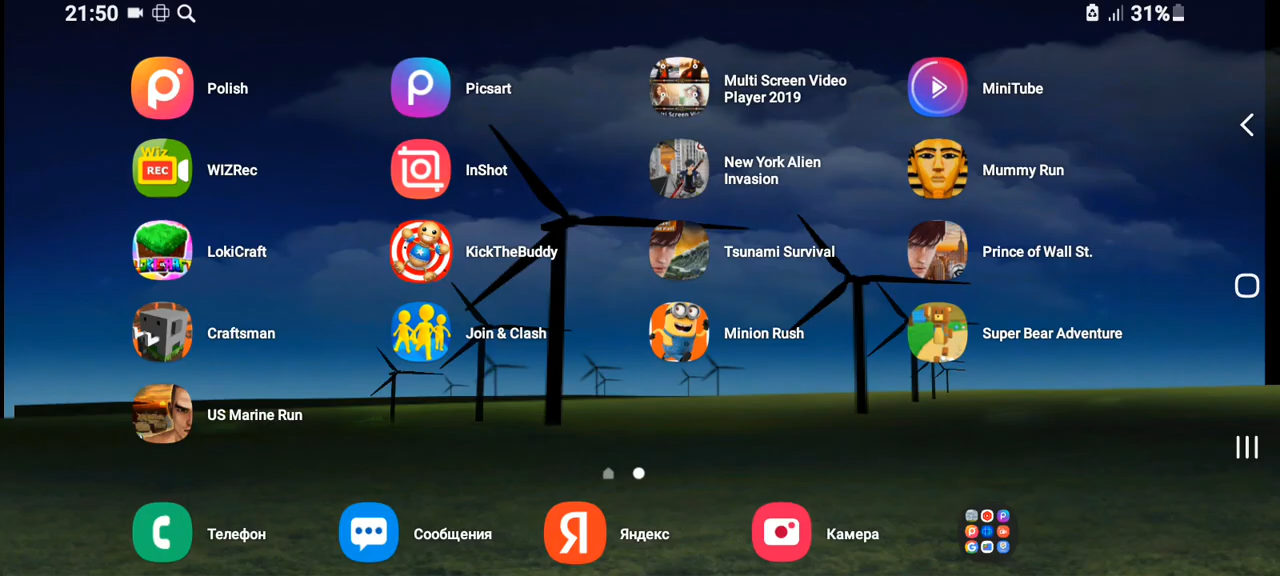 21:50
31%
Polish
Picsart
Multi Screen Video
Player 2019
MiniTube
Wiz
REC
WIZRec
InShot
New York Alien
Invasion
Mummy Run
LokiCraft
KickTheBuddy
Tsunami Survival
Prince of Wall St.
Craftsman
Join & Clash
Minion Rush
Super Bear Adventure
US Marine Run
Телефон
Сообщения
Я
Яндекс
Камера